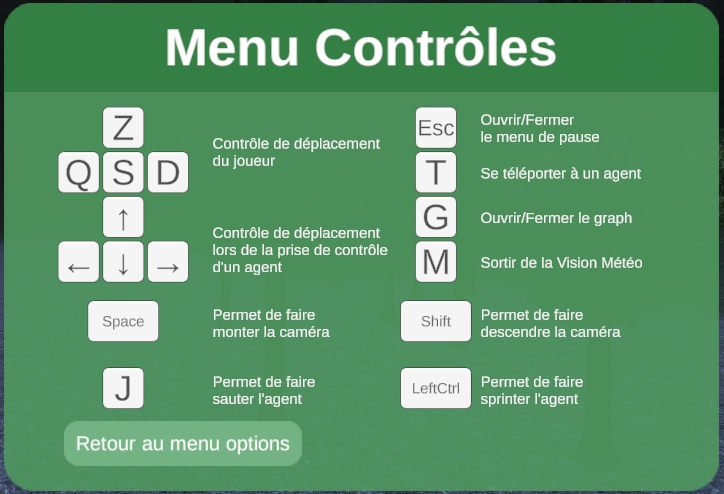 Menu Contrôles
Z
Q S D
Contrôle de déplacement
du joueur
↑
← ↓ →
Contrôle de déplacement
lors de la prise de contrôle
d'un agent
Space
Permet de faire
monter la caméra
J
Permet de faire
sauter l'agent
Esc
Ouvrir/Fermer
le menu de pause
T
Se téléporter à un agent
G
Ouvrir/Fermer le graph
M
Sortir de la Vision Météo
Shift
Permet de faire
descendre la caméra
LeftCtrl
Permet de faire
sprinter l'agent
Retour au menu options